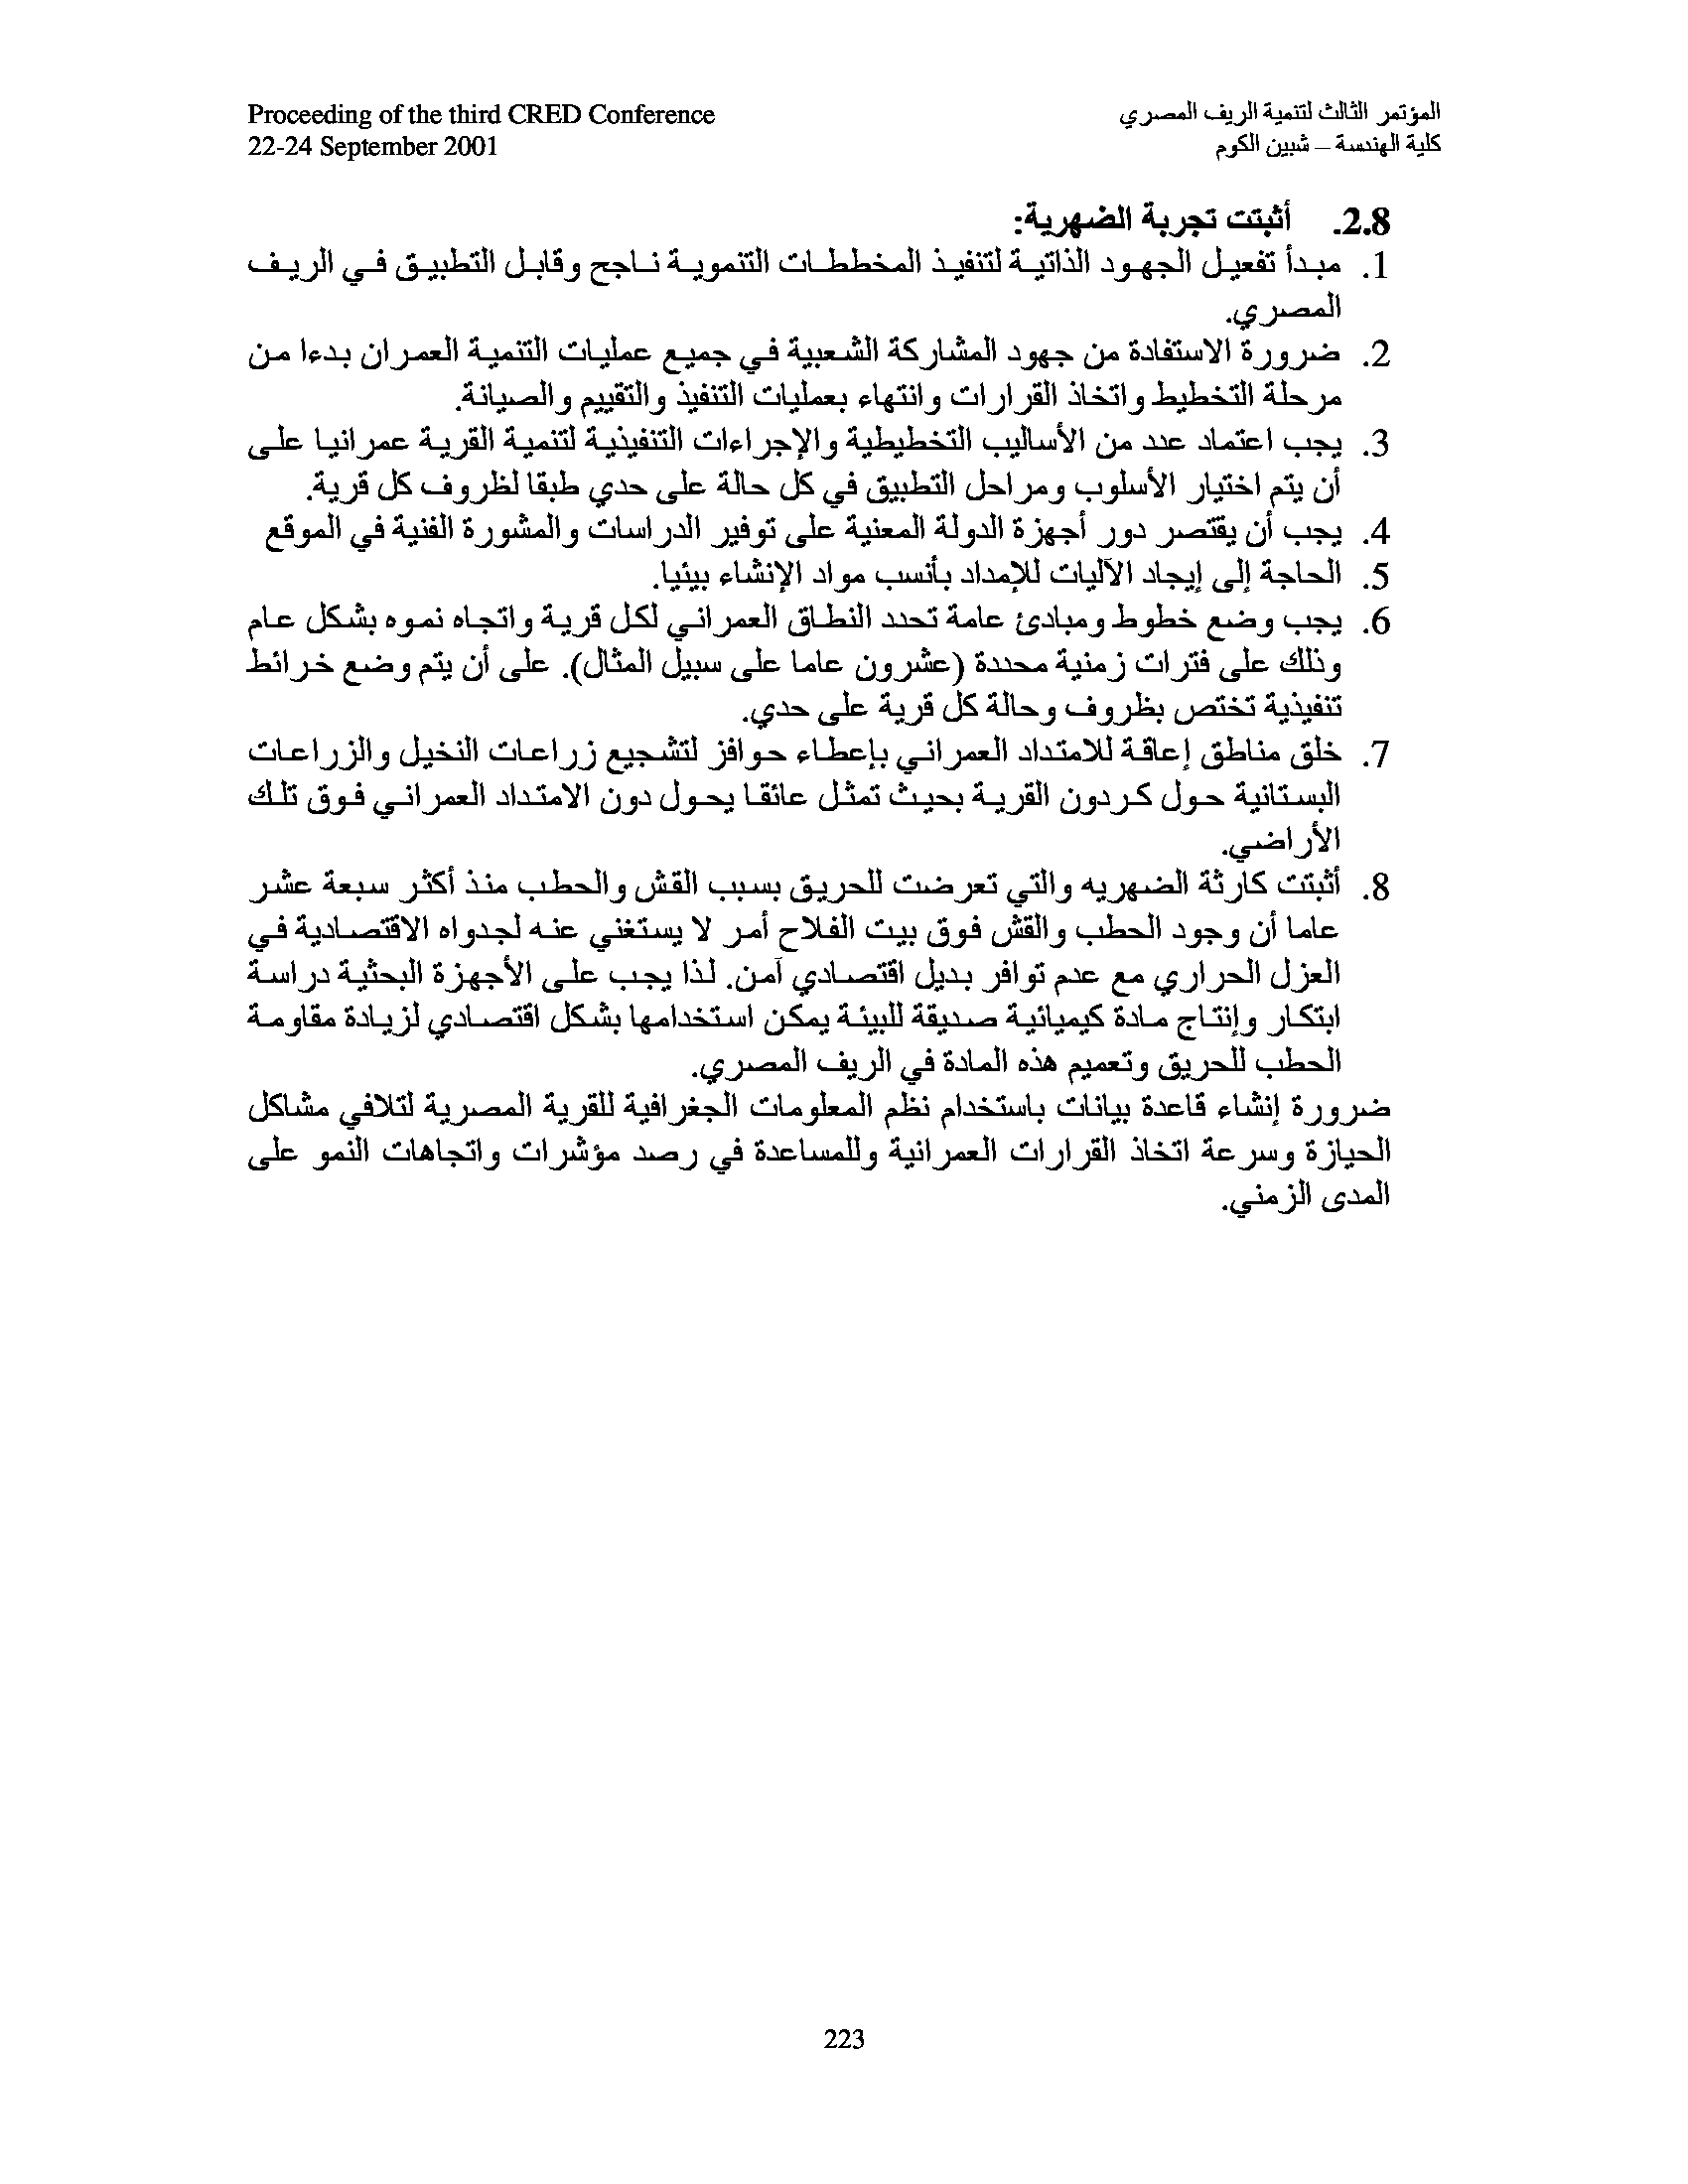 Proceeding of the third CRED Conference
المؤتمر الثالث لتنمية الريف المصري
22-24 September 2001
كلية الهندسة – شبين الكوم
2.8. أثبتت تجربة الضهرية:
1. مبدأ تفعيل الجهود الذاتية لتنفيذ المخططات التنموية ناجح وقابل التطبيق في الريف
المصري.
2. ضرورة الاستفادة من جهود المشاركة الشعبية في جميع عمليات التنمية العمران بدءا من
مرحلة التخطيط واتخاذ القرارات وانتهاء بعمليات التنفيذ والتقييم والصيانة.
3. يجب اعتماد عدد من الأساليب التخطيطية والإجراءات التنفيذية لتنمية القرية عمرانيا على
أن يتم اختيار الأسلوب ومراحل التطبيق في كل حالة على حدي طبقا لظروف كل قرية.
4. يجب أن يقتصر دور أجهزة الدولة المعنية على توفير الدراسات والمشورة الفنية في الموقع
5. الحاجة إلى إيجاد الآليات للإمداد بأنسب مواد الإنشاء بيئيا.
6. يجب وضع خطوط ومبادئ عامة تحدد النطاق العمراني لكل قرية واتجاه نموه بشكل عام
وذلك على فترات زمنية محددة (عشرون عاما على سبيل المثال). على أن يتم وضع خرائط
تنفيذية تختص بظروف وحالة كل قرية على حدي.
7. خلق مناطق إعاقة للامتداد العمراني بإعطاء حوافز لتشجيع زراعات النخيل والزراعات
البستانية حول كردون القرية بحيث تمثل عائقا يحول دون الامتداد العمراني فوق تلك
الأراضي.
8. أثبتت كارثة الضهريه والتي تعرضت للحريق بسبب القش والحطب منذ أكثر سبعة عشر
عاما أن وجود الحطب والقش فوق بيت الفلاح أمر لا يستغني عنه لجدواه الاقتصادية في
العزل الحراري مع عدم توافر بديل اقتصادي آمن. لذا يجب على الأجهزة البحثية دراسة
ابتكار وإنتاج مادة كيميائية صديقة للبيئة يمكن استخدامها بشكل اقتصادي لزيادة مقاومة
الحطب للحريق وتعميم هذه المادة في الريف المصري.
ضرورة إنشاء قاعدة بيانات باستخدام نظم المعلومات الجغرافية للقرية المصرية لتلافي مشاكل
الحيازة وسرعة اتخاذ القرارات العمرانية وللمساعدة في رصد مؤشرات واتجاهات النمو على
المدى الزمني.
223